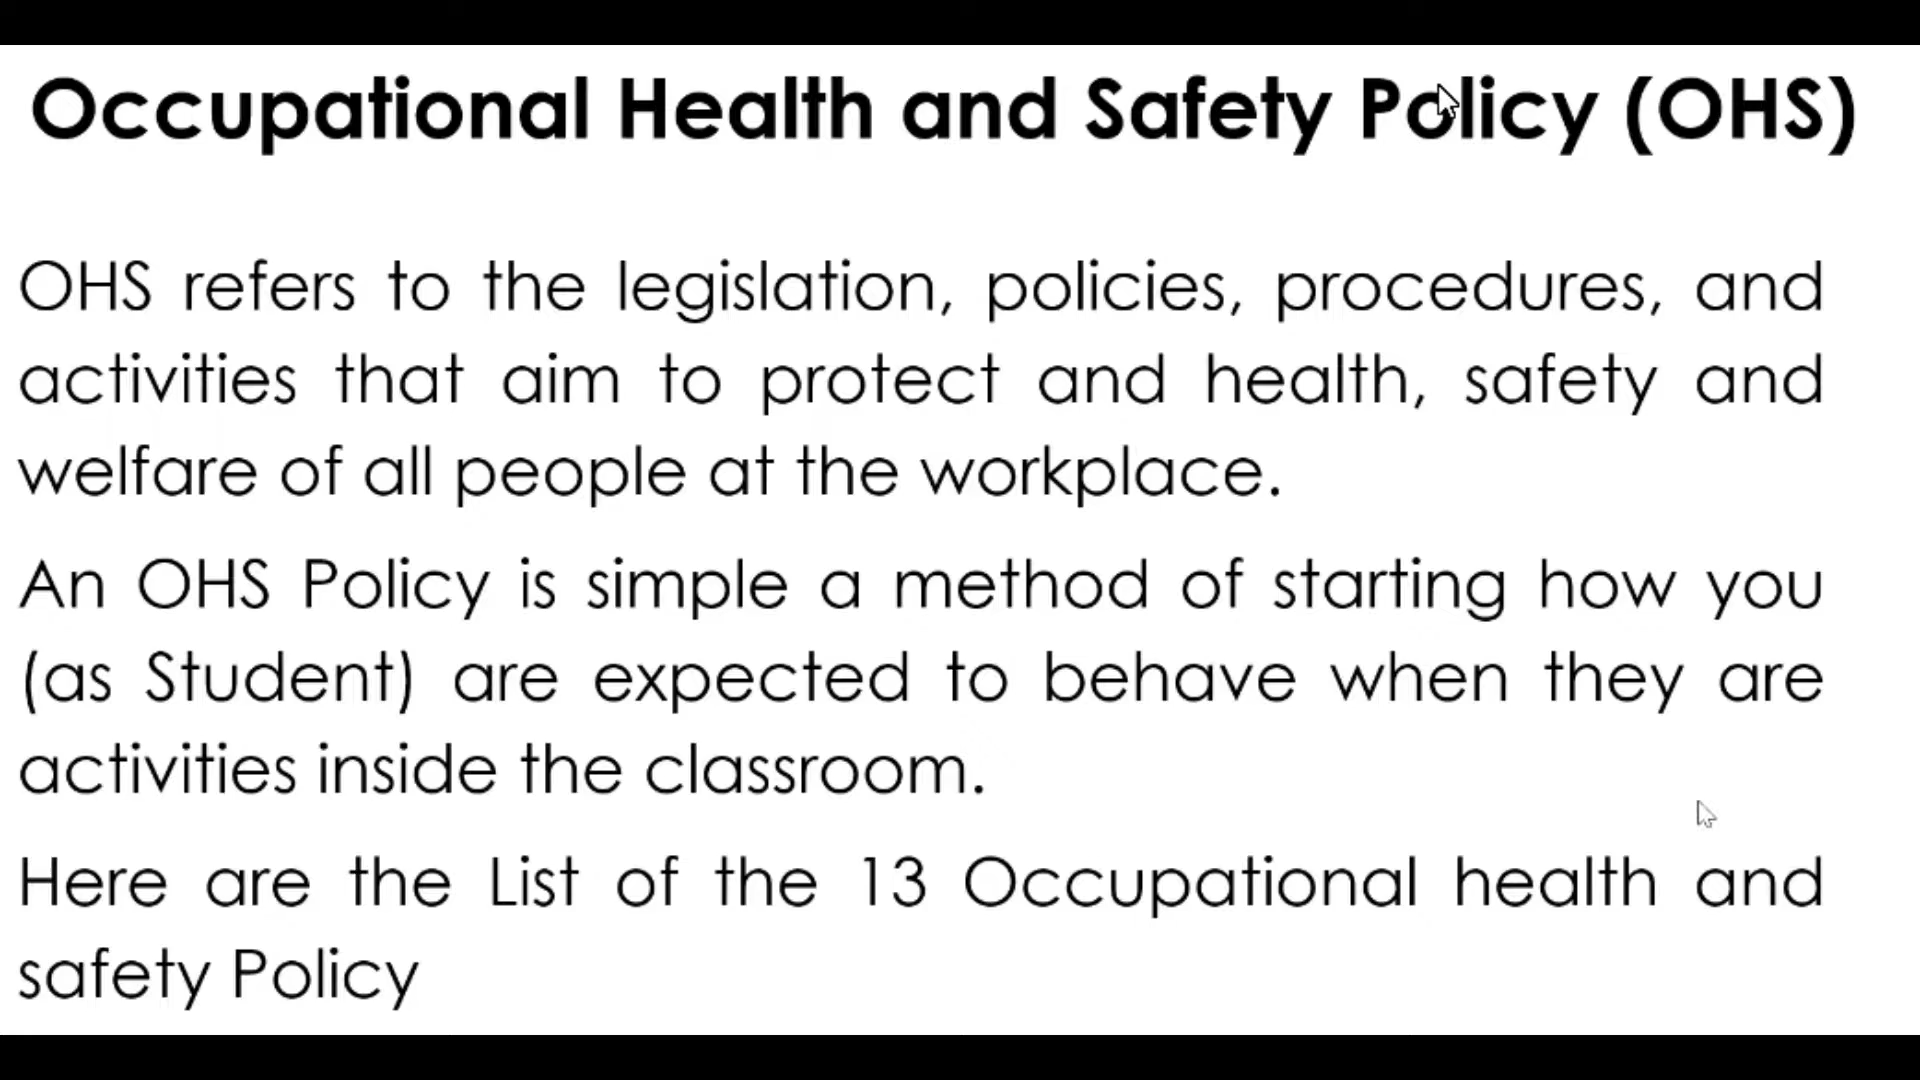 Occupational Health and Safety Policy (OHS)
OHS refers to the legislation, policies, procedures, and
activities that aim to protect and health, safety and
welfare of all people at the workplace.
An OHS Policy is simple a method of starting how you
(as Student) are expected to behave when they are
activities inside the classroom.
Here are the List of the 13 Occupational health and
safety Policy